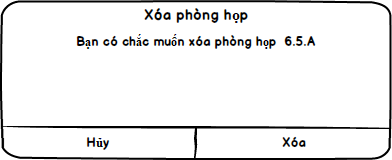 Xóa phòng họp
Bạn có chắc muốn xóa phòng họp 6.5.A
Hủy
Xóa